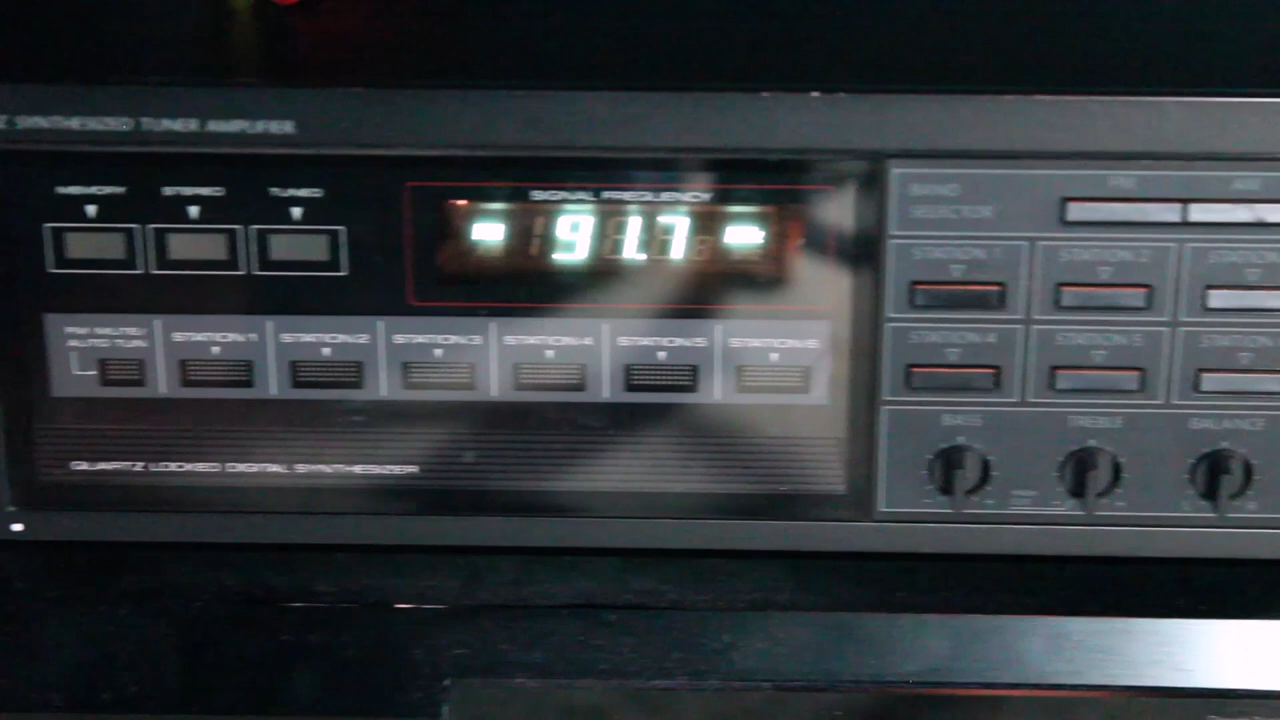 SYNTHESIZED TUNER AMPLIFIER
MEMORY STEREO TUNED
SIGNAL FREQUENCY
91.7
FM MUTE/
AUTO TUN
STATION 1 STATION 2 STATION 3 STATION 4 STATION 5 STATION 6
QUARTZ LOCKED DIGITAL SYNTHESIZER
BAND
SELECTOR
FM AM
STATION 1 STATION 2 STATION
STATION 4 STATION 5 STATION
BASS TREBLE BALANCE